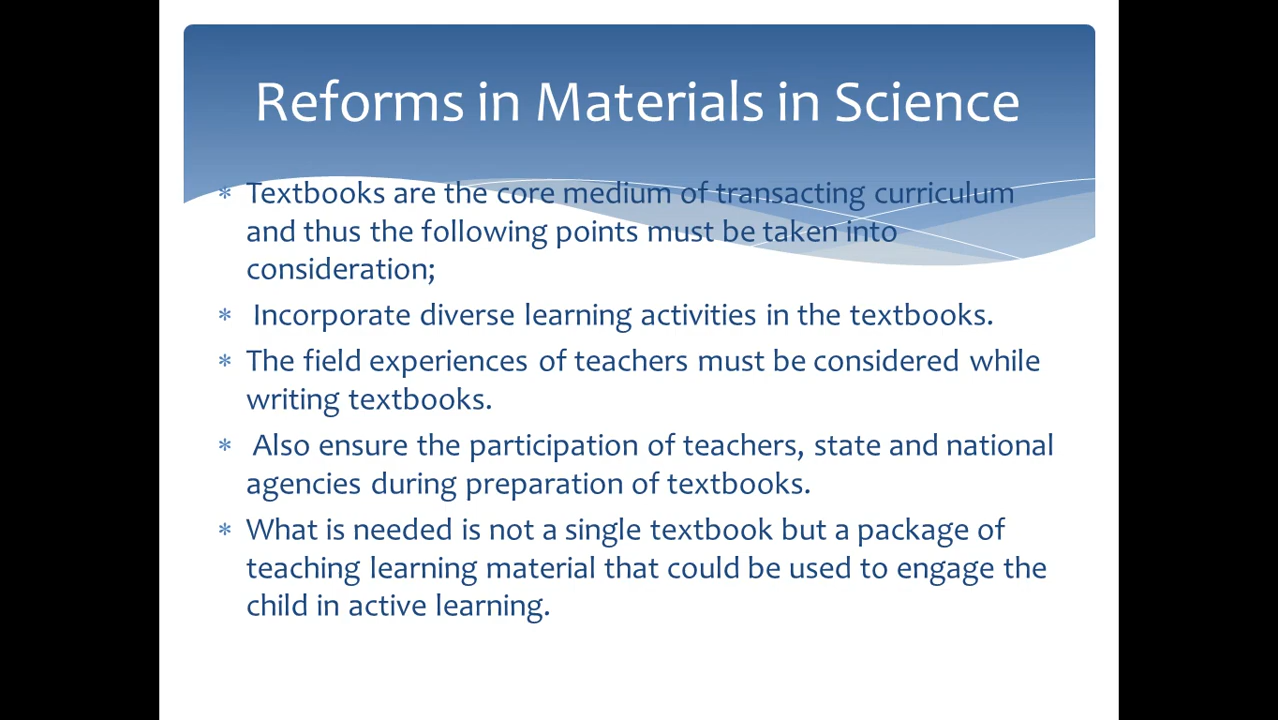 Reforms in Materials in Science
* Textbooks are the core medium of transacting curriculum
and thus the following points must be taken into
consideration;
* Incorporate diverse learning activities in the textbooks.
* The field experiences of teachers must be considered while
writing textbooks.
* Also ensure the participation of teachers, state and national
agencies during preparation of textbooks.
* What is needed is not a single textbook but a package of
teaching learning material that could be used to engage the
child in active learning.